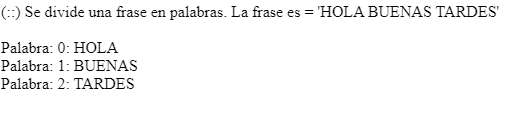 (::) Se divide una frase en palabras. La frase es = 'HOLA BUENAS TARDES'
Palabra: 0: HOLA
Palabra: 1: BUENAS
Palabra: 2: TARDES